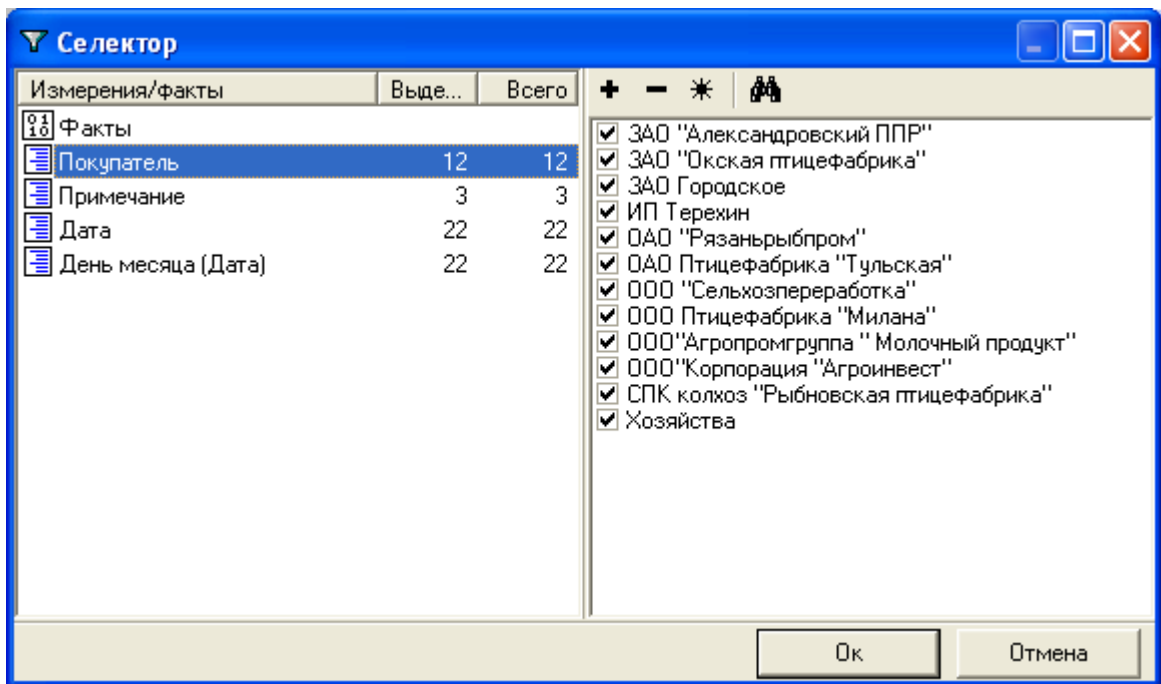 Селектор
Измерения/факты Выде... Всего
Факты
Покупатель 12 12
Примечание 3 3
Дата 22 22
День месяца (Дата) 22 22
ЗАО "Александровский ППР"
ЗАО "Окская птицефабрика"
ЗАО Городское
ИП Терехин
ОАО "Рязаньрыбпром"
ОАО Птицефабрика "Тульская"
ООО "Сельхозпереработка"
ООО Птицефабрика "Милана"
ООО"Агропромгруппа " Молочный продукт"
ООО"Корпорация "Агроинвест"
СПК колхоз "Рыбновская птицефабрика"
Хозяйства
Ок Отмена